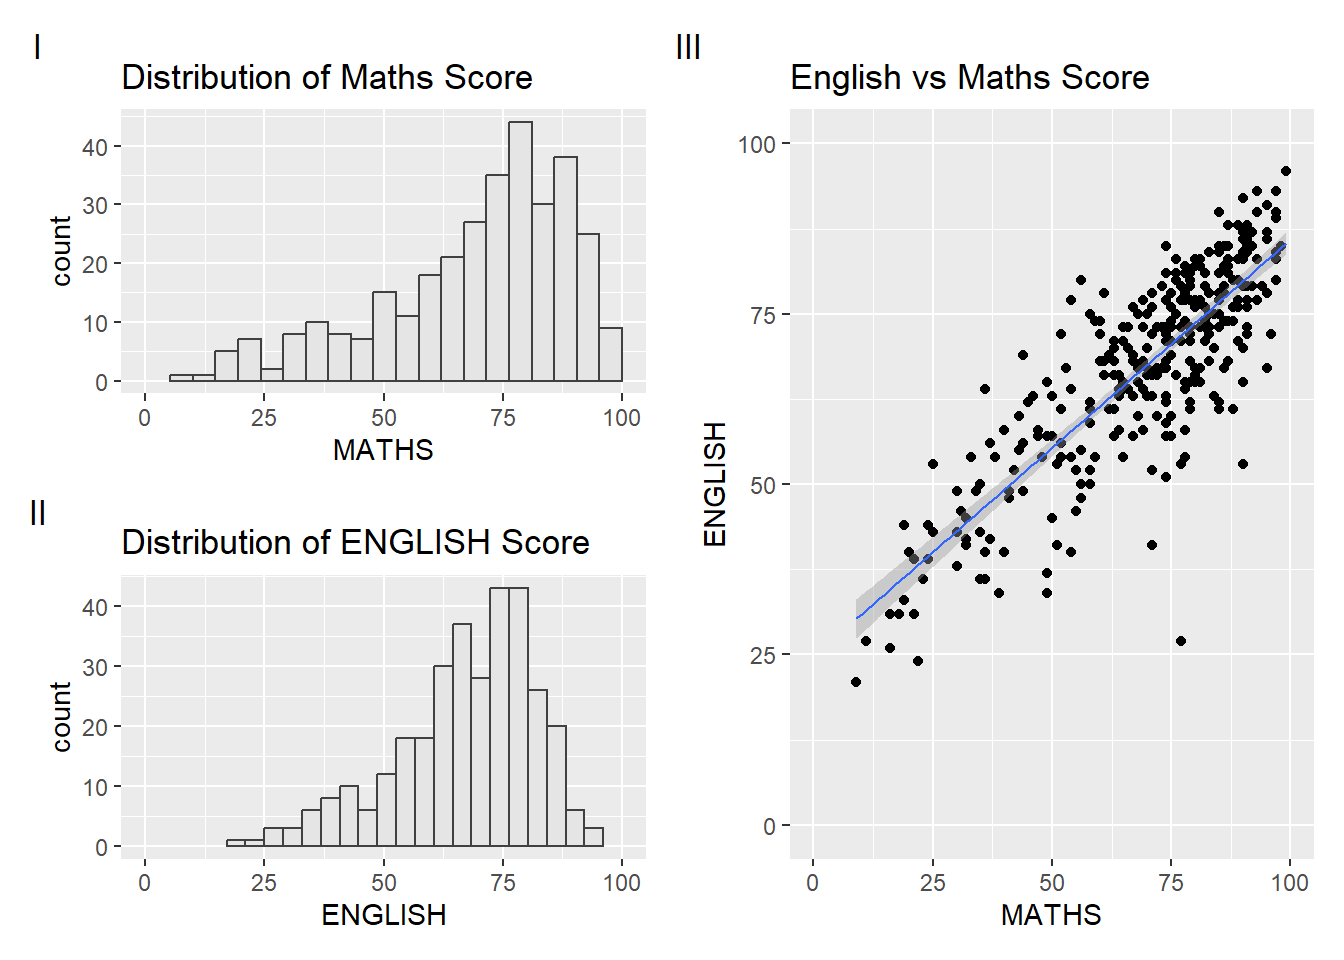 I
Distribution of Maths Score
40
30
20
10
0
count
0 25 50 75 100
MATHS
II
Distribution of ENGLISH Score
40
30
20
10
0
count
0 25 50 75 100
ENGLISH
III
English vs Maths Score
100
75
50
25
0
ENGLISH
0 25 50 75 100
MATHS